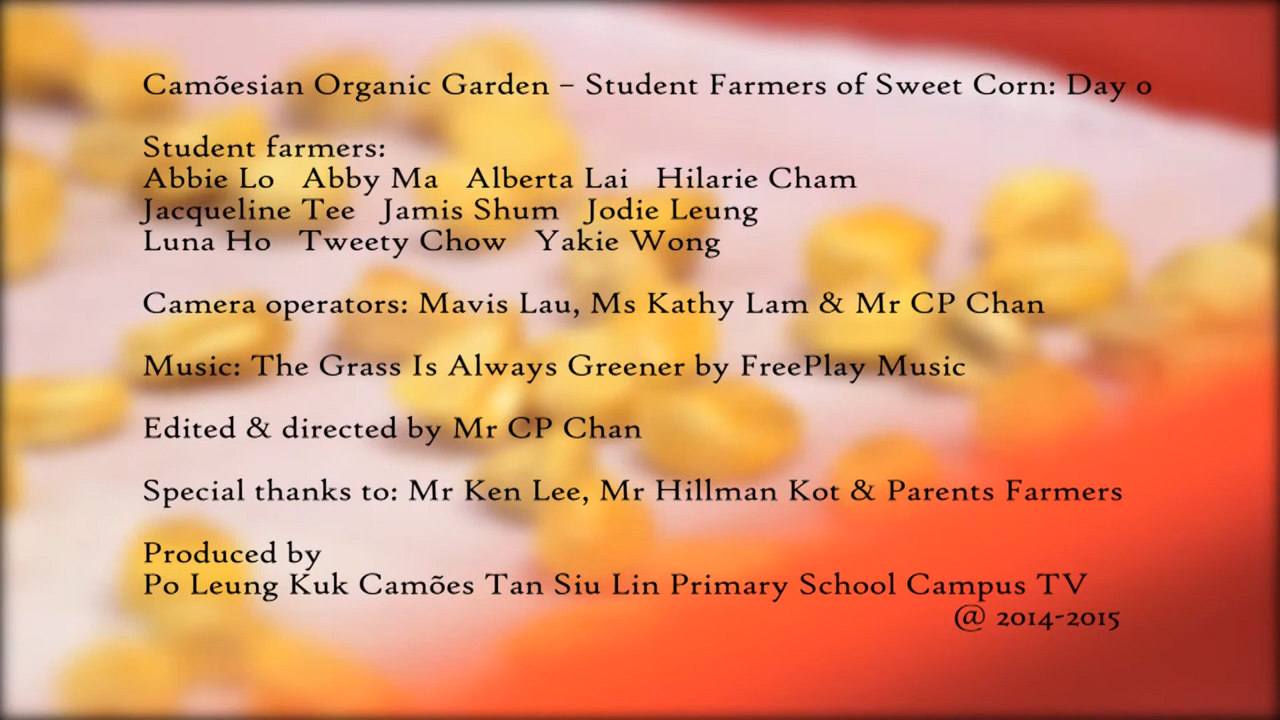 Camõesian Organic Garden – Student Farmers of Sweet Corn: Day 0
Student farmers:
Abbie Lo Abby Ma Alberta Lai Hilarie Cham
Jacqueline Tee Jamis Shum Jodie Leung
Luna Ho Tweety Chow Yakie Wong
Camera operators: Mavis Lau, Ms Kathy Lam & Mr CP Chan
Music: The Grass Is Always Greener by FreePlay Music
Edited & directed by Mr CP Chan
Special thanks to: Mr Ken Lee, Mr Hillman Kot & Parents Farmers
Produced by
Po Leung Kuk Camões Tan Siu Lin Primary School Campus TV
@ 2014-2015